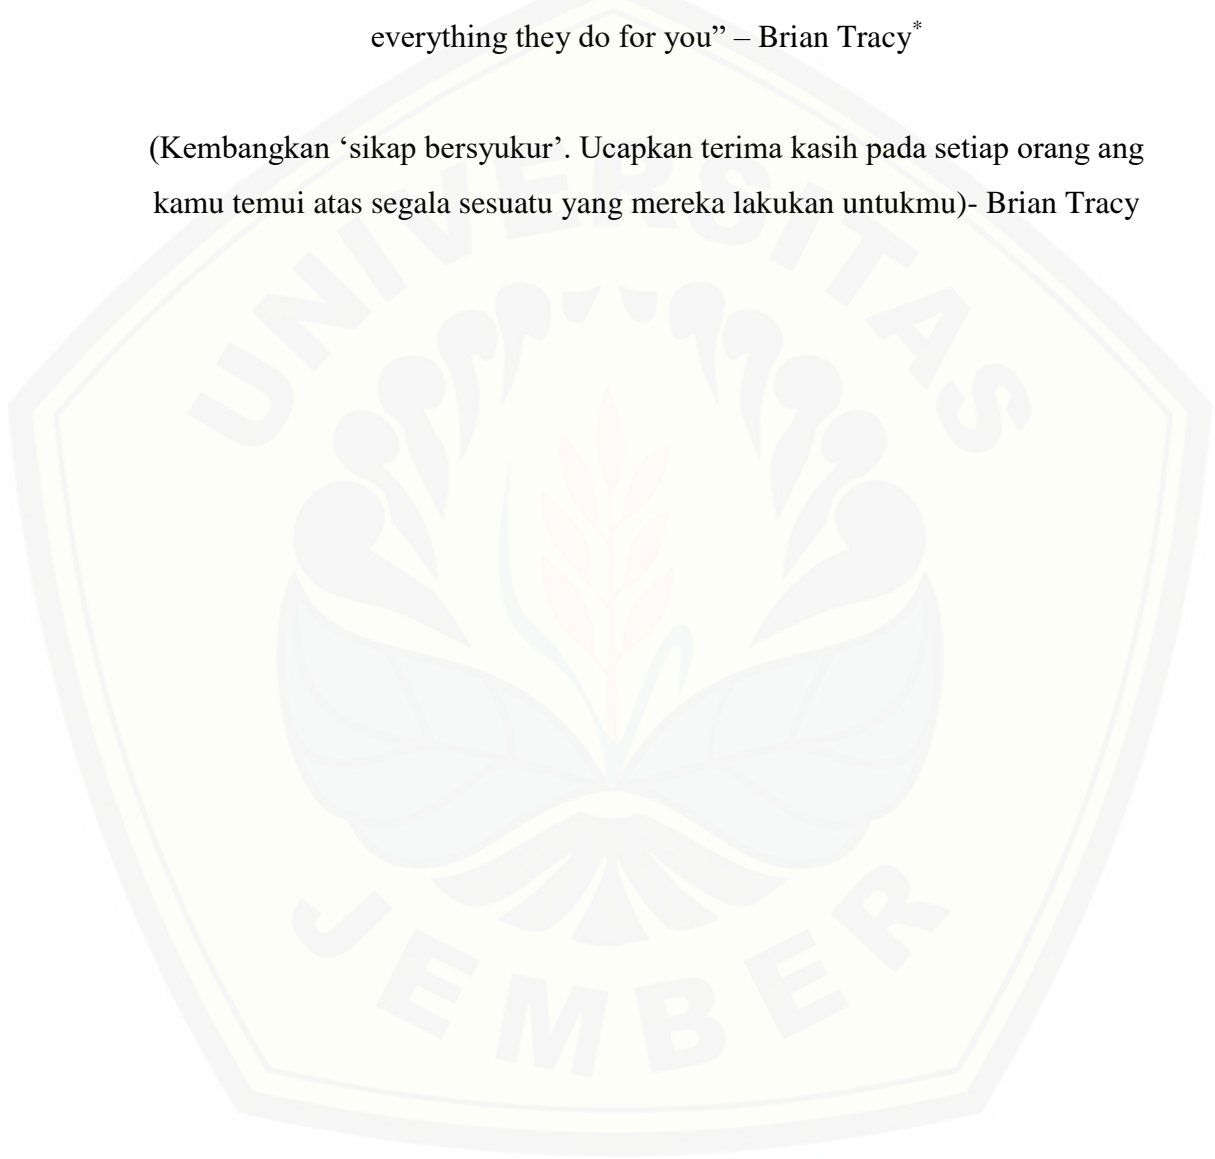 everything they do for you” – Brian Tracy*
(Kembangkan ‘sikap bersyukur’. Ucapkan terima kasih pada setiap orang ang
kamu temui atas segala sesuatu yang mereka lakukan untukmu)- Brian Tracy
UNIVERSITAS
JEMBER